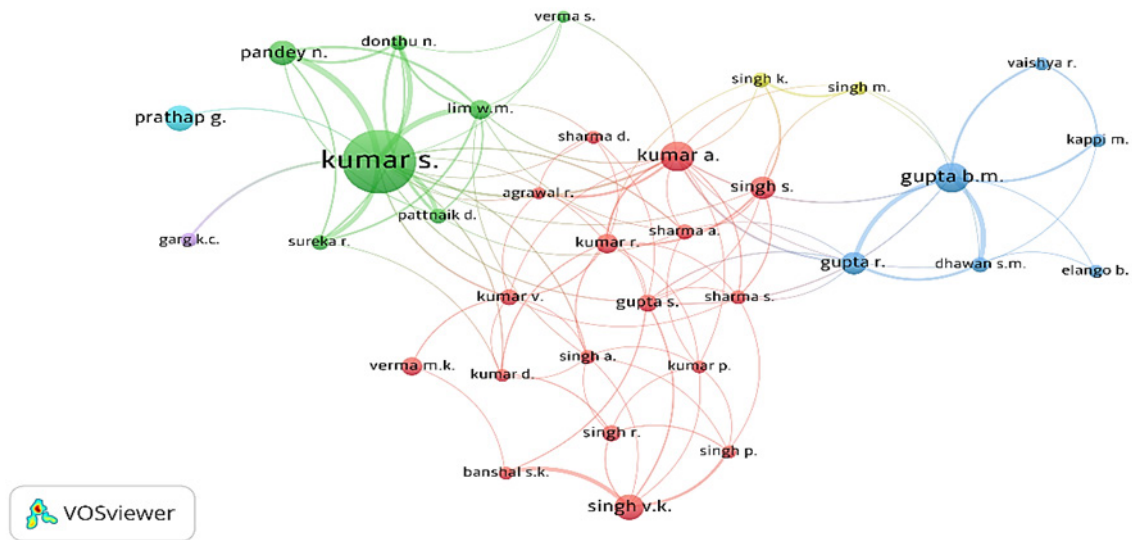 verma s.
donthu n.
pandey n.
vaishya r.
singh k.
singh m.
lim w.m.
prathap g.
sharma d.
kappi m.
kumar s.
kumar a.
gupta b.m.
agrawal r.
singh s.
pattnaik d.
garg k.c.
sureka r.
kumar r.
sharma a.
gupta r.
dhawan s.m.
elango b.
kumar v.
gupta s.
sharma s.
verma m.k.
kumar d.
singh a.
kumar p.
singh r.
singh p.
banshal s.k.
singh v.k.
VOSviewer